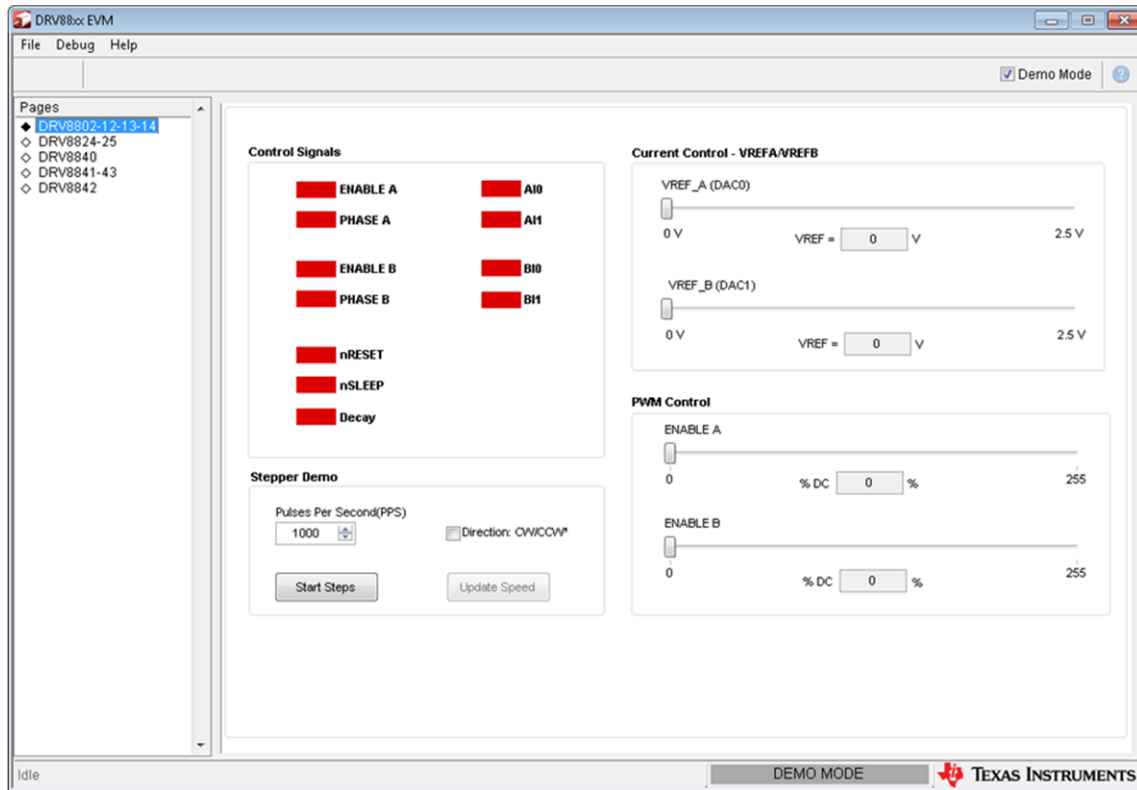 DRV88xx EVM
File Debug Help
Demo Mode
?
Pages
DRV8802-12-13-14
DRV8824-25
DRV8840
DRV8841-43
DRV8842
Control Signals
ENABLE A
AI0
PHASE A
AI1
ENABLE B
BI0
PHASE B
BI1
nRESET
nSLEEP
Decay
Stepper Demo
Pulses Per Second(PPS)
1000
Direction: CW/CCW*
Start Steps
Update Speed
Current Control - VREFA/VREFB
VREF_A (DAC0)
0 V
VREF = 0 V
2.5 V
VREF_B (DAC1)
0 V
VREF = 0 V
2.5 V
PWM Control
ENABLE A
0
% DC 0 %
255
ENABLE B
0
% DC 0 %
255
Idle
DEMO MODE
TEXAS INSTRUMENTS